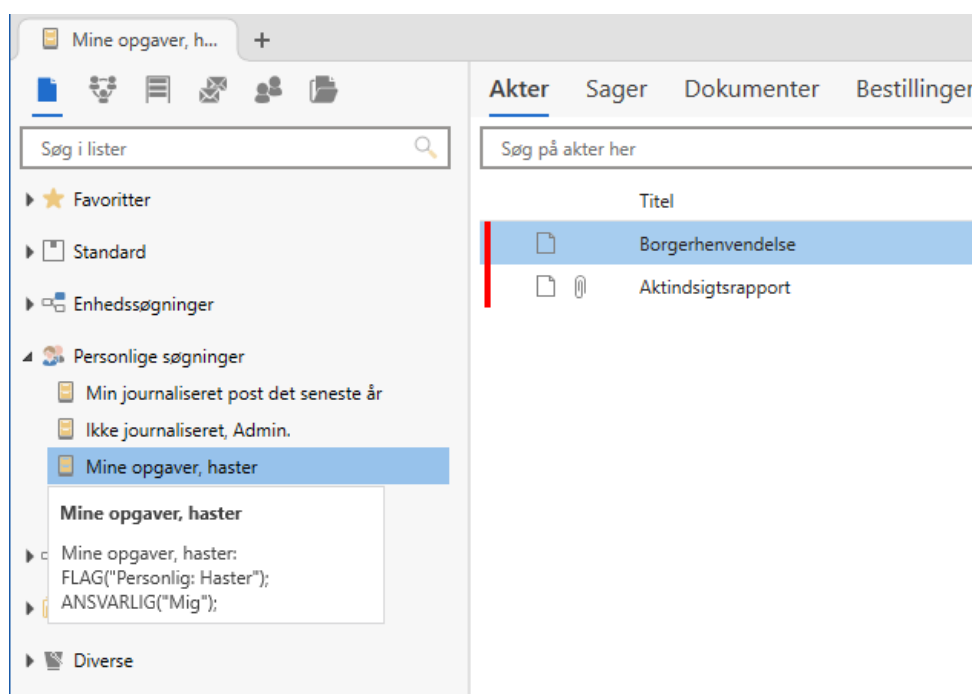 Mine opgaver, h...
Akter Sager Dokumenter Bestillinger
Søg i lister
Søg på akter her
Favoritter
Standard
Enhedssøgninger
Personlige søgninger
Min journaliseret post det seneste år
Ikke journaliseret, Admin.
Mine opgaver, haster
Mine opgaver, haster
Mine opgaver, haster:
FLAG("Personlig: Haster");
ANSVARLIG("Mig");
Diverse
Titel
Borgerhenvendelse
Aktindsigtsrapport